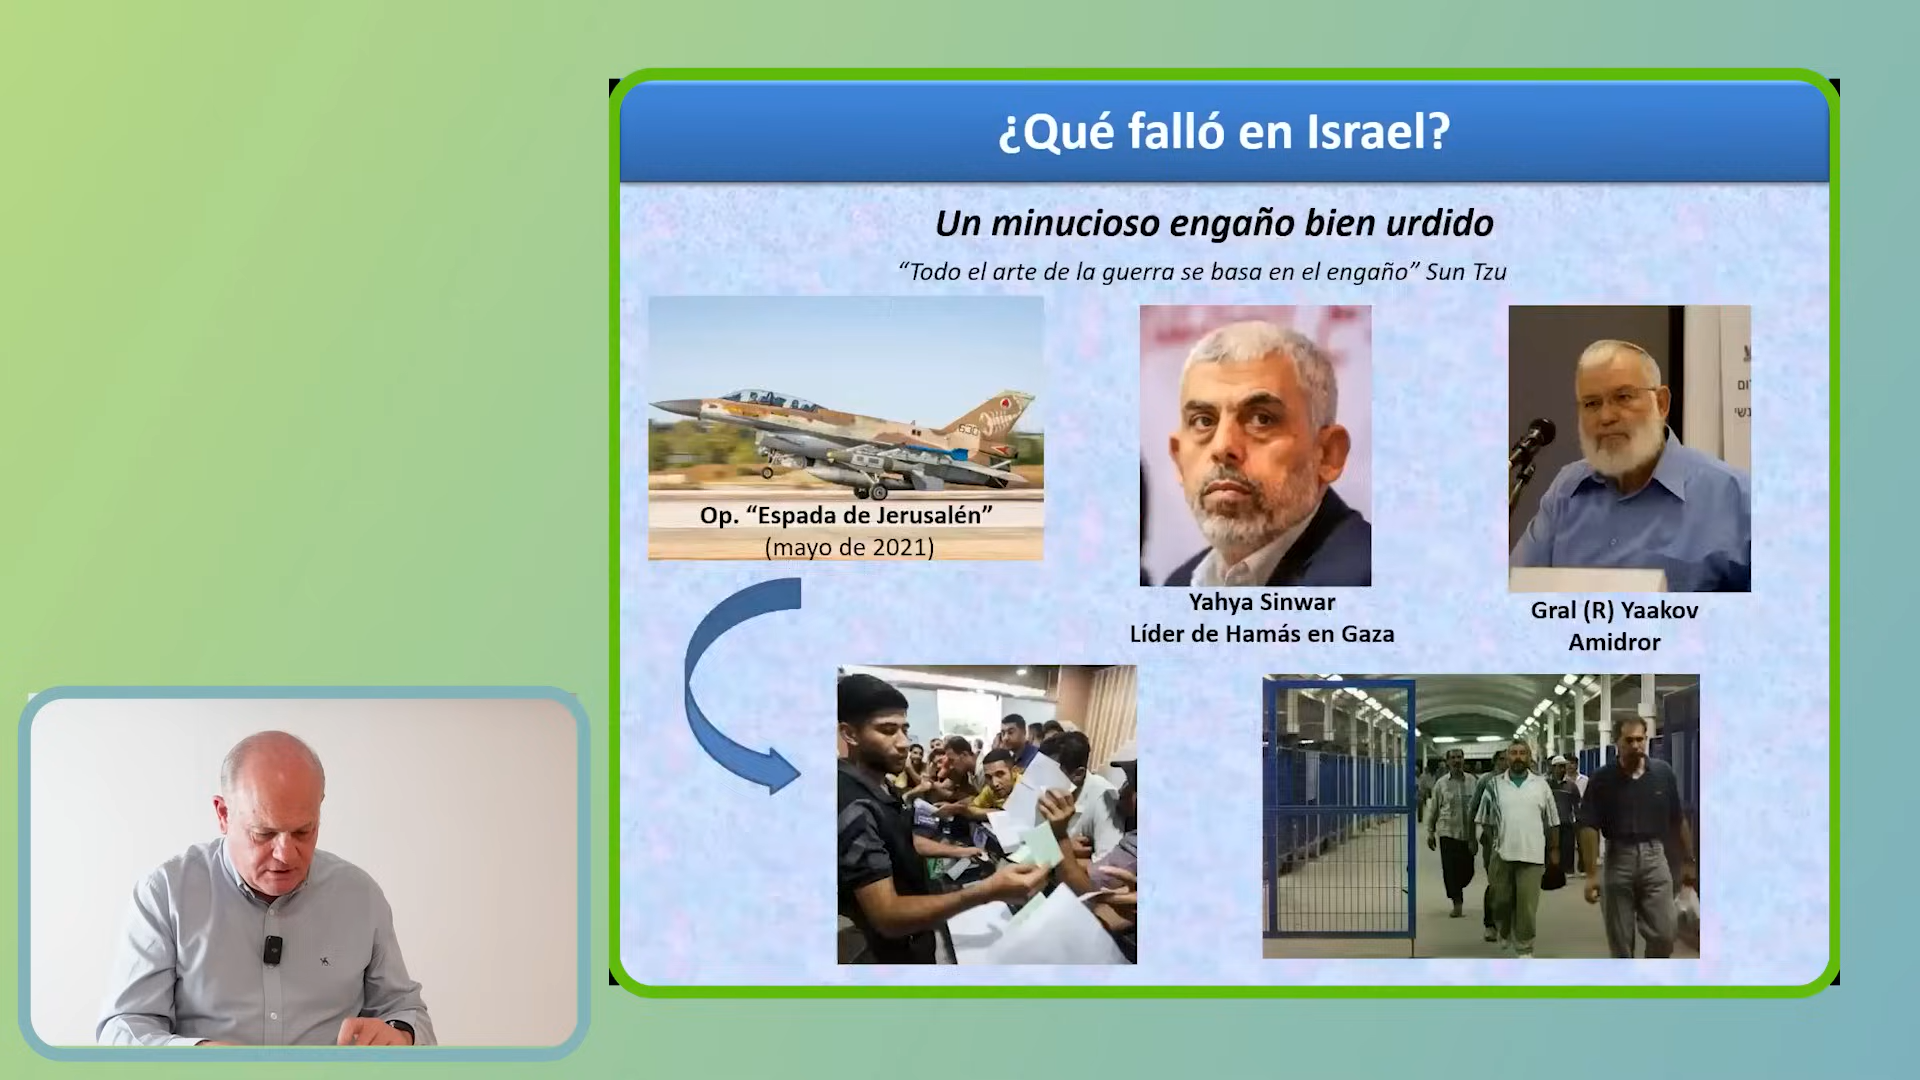 ¿Qué falló en Israel?
Un minucioso engaño bien urdido
“Todo el arte de la guerra se basa en el engaño” Sun Tzu
630
Op. “Espada de Jerusalén”
(mayo de 2021)
Yahya Sinwar
Líder de Hamás en Gaza
Gral (R) Yaakov
Amidror